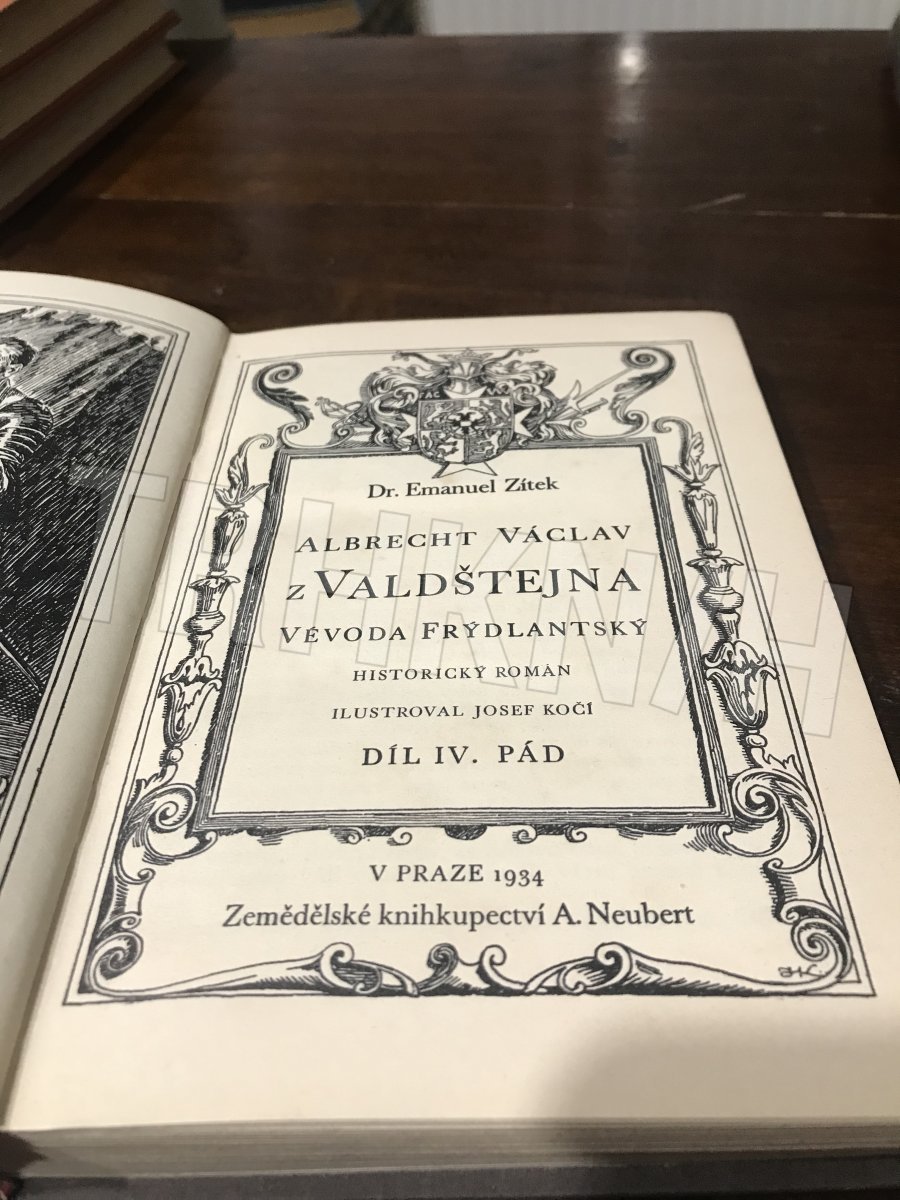 Dr. Emanuel Zítek
ALBRECHT VÁCLAV
Z VALDŠTEJNA
VÉVODA FRÝDLANTSKÝ
HISTORICKÝ ROMÁN
ILUSTROVAL JOSEF KOČÍ
DÍL IV. PÁD
V PRAZE 1934
Zemědělské knihkupectví A. Neubert
TRHKNIH